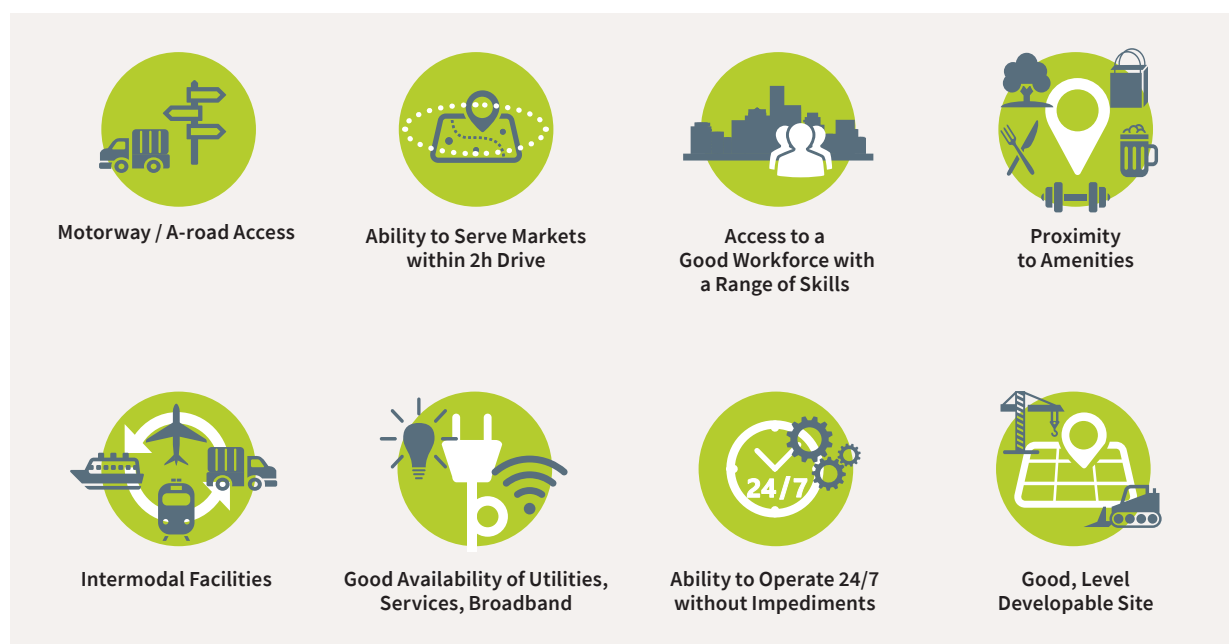 Motorway / A-road Access
Ability to Serve Markets
within 2h Drive
Access to a
Good Workforce with
a Range of Skills
Proximity
to Amenities
24/7
Intermodal Facilities
Good Availability of Utilities,
Services, Broadband
Ability to Operate 24/7
without Impediments
Good, Level
Developable Site